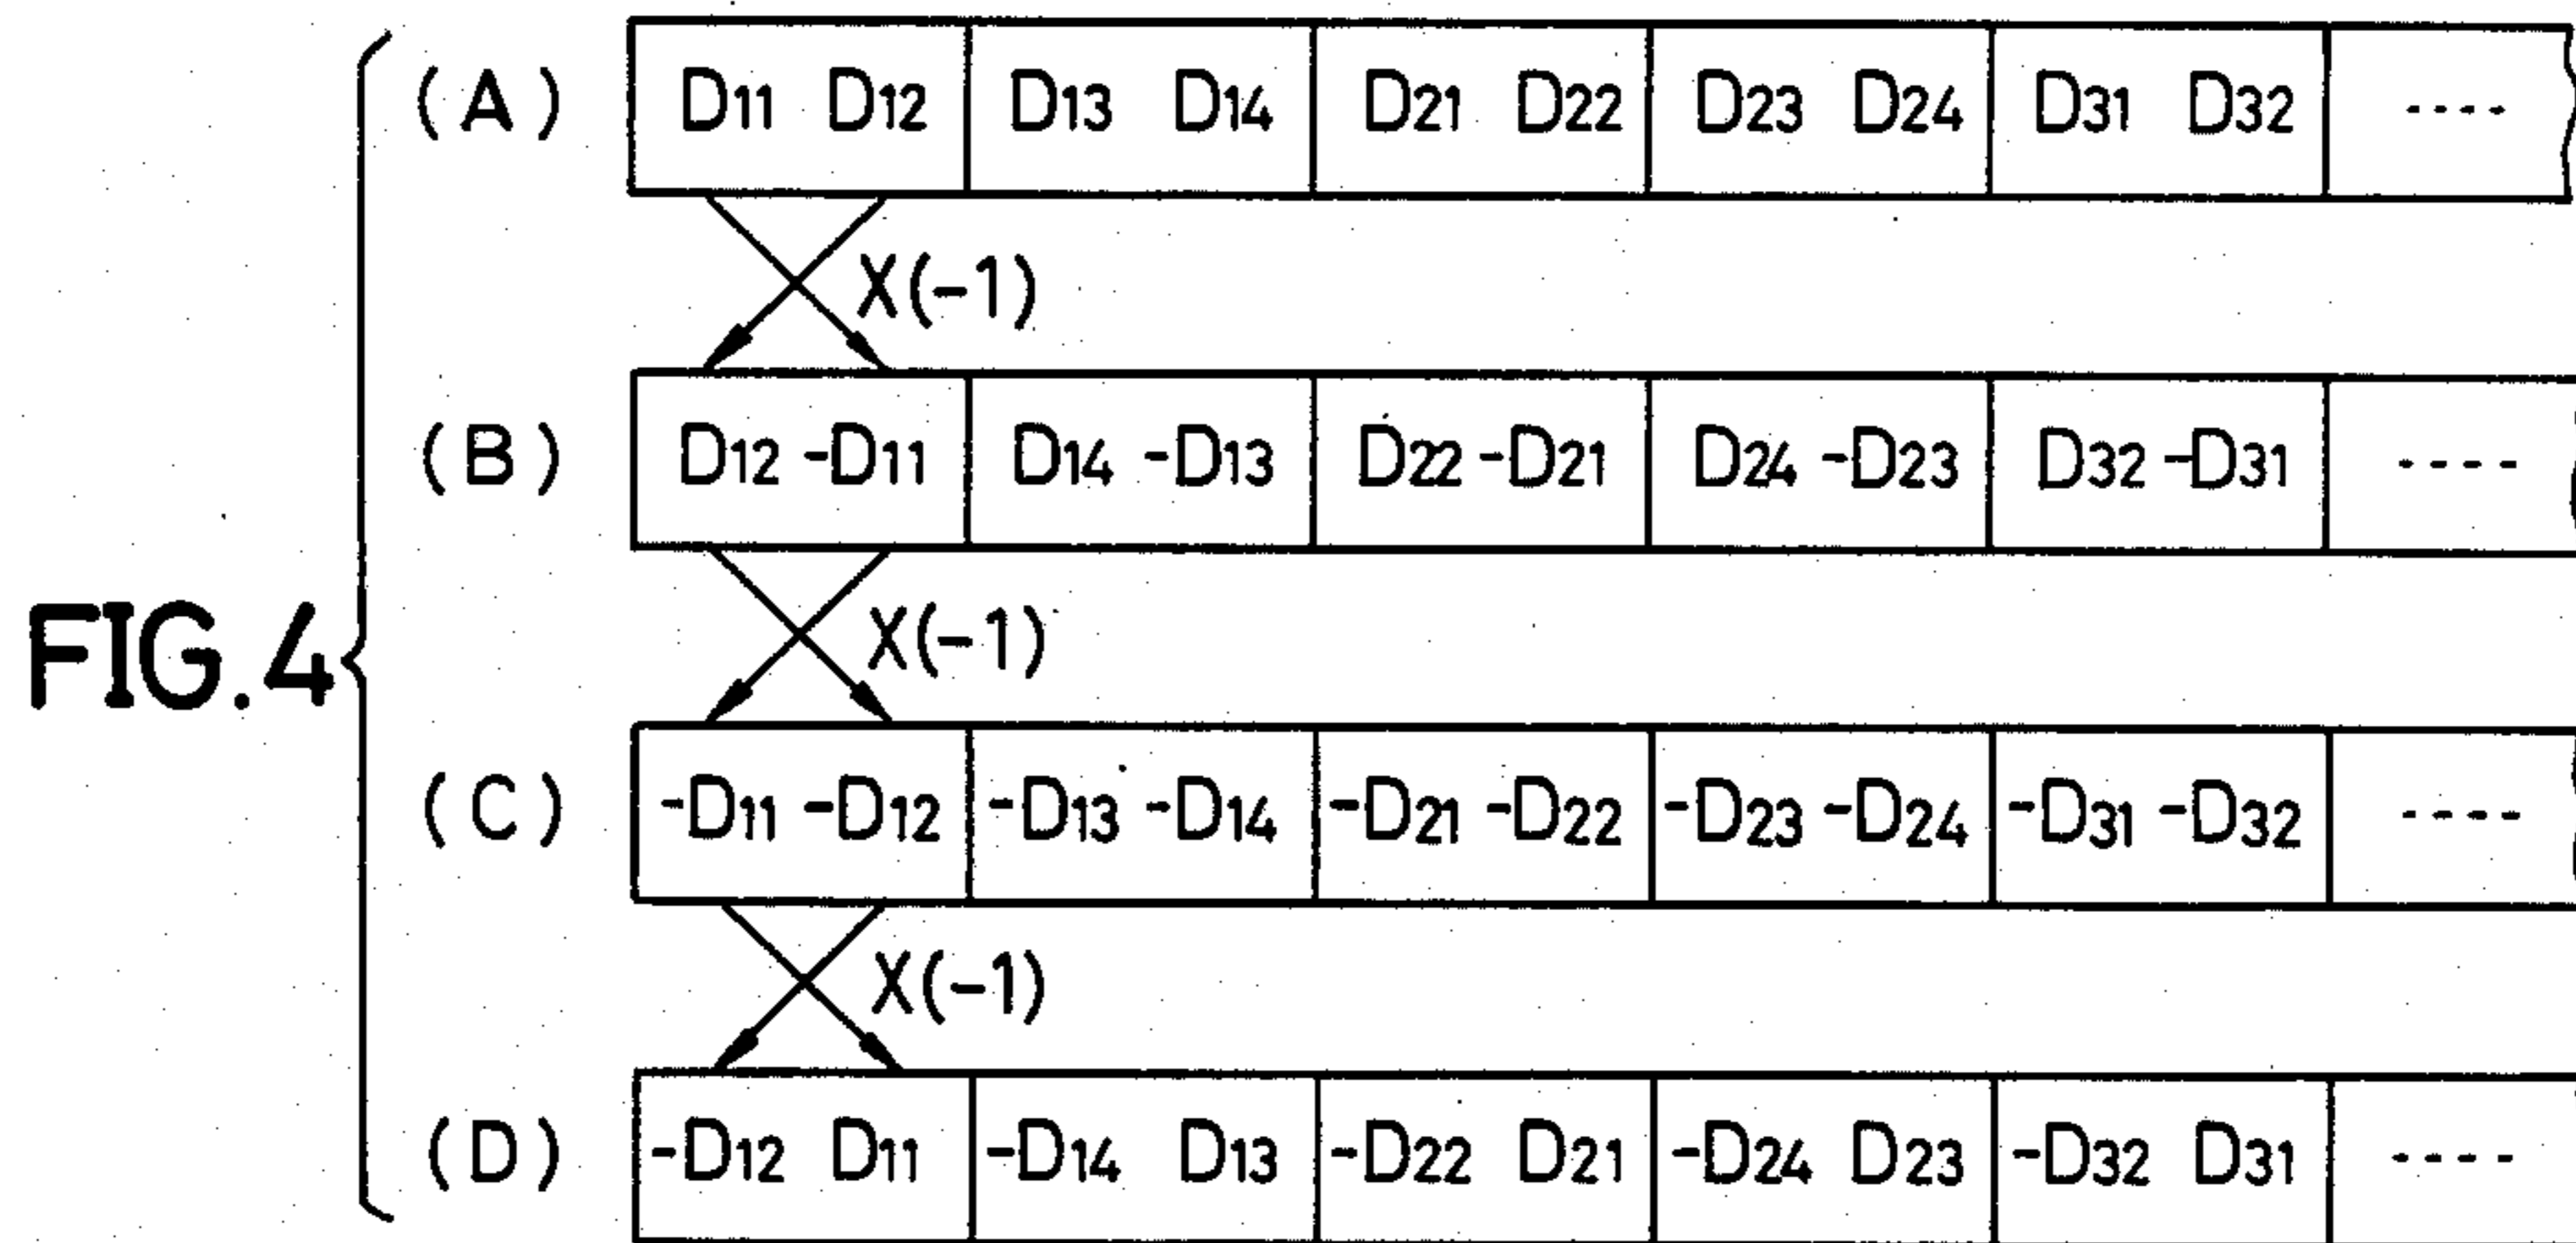 (A) D11 D12 D13 D14 D21 D22 D23 D24 D31 D32 ----
X(-1)
(B) D12 -D11 D14 -D13 D22 -D21 D24 -D23 D32 -D31 ----
X(-1)
FIG.4
(C) -D11 -D12 -D13 -D14 -D21 -D22 -D23 -D24 -D31 -D32 ----
X(-1)
(D) -D12 D11 -D14 D13 -D22 D21 -D24 D23 -D32 D31 ----